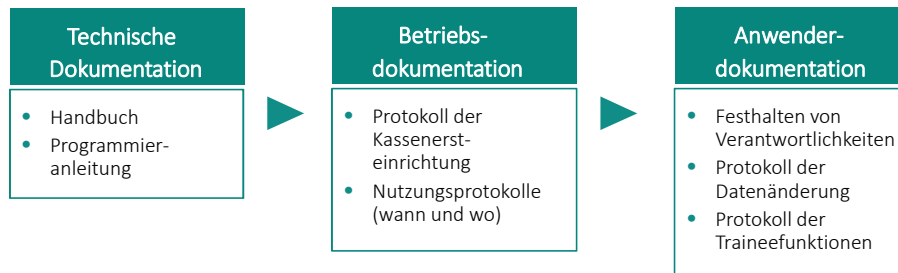 Technische
Dokumentation
• Handbuch
• Programmier-
anleitung
Betriebs-
dokumentation
• Protokoll der
Kassenerst-
einrichtung
• Nutzungsprotokolle
(wann und wo)
Anwender-
dokumentation
• Festhalten von
Verantwortlichkeiten
• Protokoll der
Datenänderung
• Protokoll der
Traineefunktionen